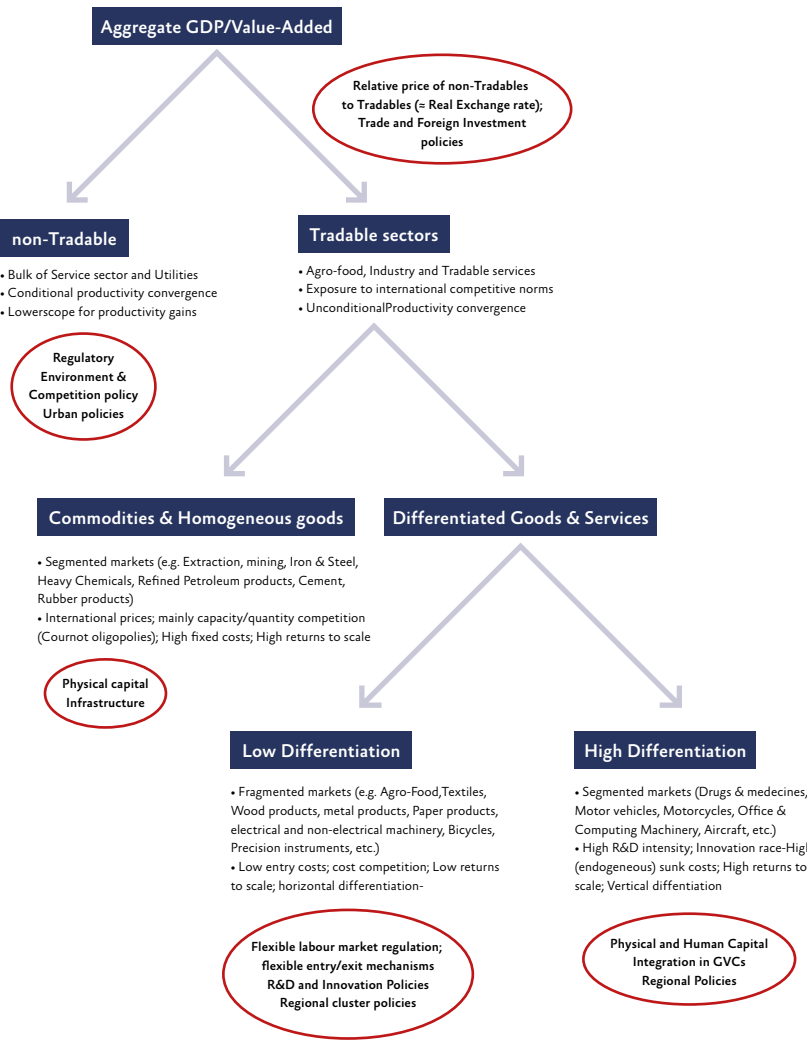 Aggregate GDP/Value-Added
Relative price of non-Tradables
to Tradables (≈ Real Exchange rate);
Trade and Foreign Investment
policies
non-Tradable
• Bulk of Service sector and Utilities
• Conditional productivity convergence
• Lowerscope for productivity gains
Regulatory
Environment &
Competition policy
Urban policies
Tradable sectors
• Agro-food, Industry and Tradable services
• Exposure to international competitive norms
• UnconditionalProductivity convergence
Commodities & Homogeneous goods
• Segmented markets (e.g. Extraction, mining, Iron & Steel,
Heavy Chemicals, Refined Petroleum products, Cement,
Rubber products)
• International prices; mainly capacity/quantity competition
(Cournot oligopolies); High fixed costs; High returns to scale
Physical capital
Infrastructure
Differentiated Goods & Services
Low Differentiation
• Fragmented markets (e.g. Agro-Food,Textiles,
Wood products, metal products, Paper products,
electrical and non-electrical machinery, Bicycles,
Precision instruments, etc.)
• Low entry costs; cost competition; Low returns
to scale; horizontal differentiation-
Flexible labour market regulation;
flexible entry/exit mechanisms
R&D and Innovation Policies
Regional cluster policies
High Differentiation
• Segmented markets (Drugs & medecines,
Motor vehicles, Motorcycles, Office &
Computing Machinery, Aircraft, etc.)
• High R&D intensity; Innovation race-High
(endogeneous) sunk costs; High returns to
scale; Vertical diffentiation
Physical and Human Capital
Integration in GVCs
Regional Policies